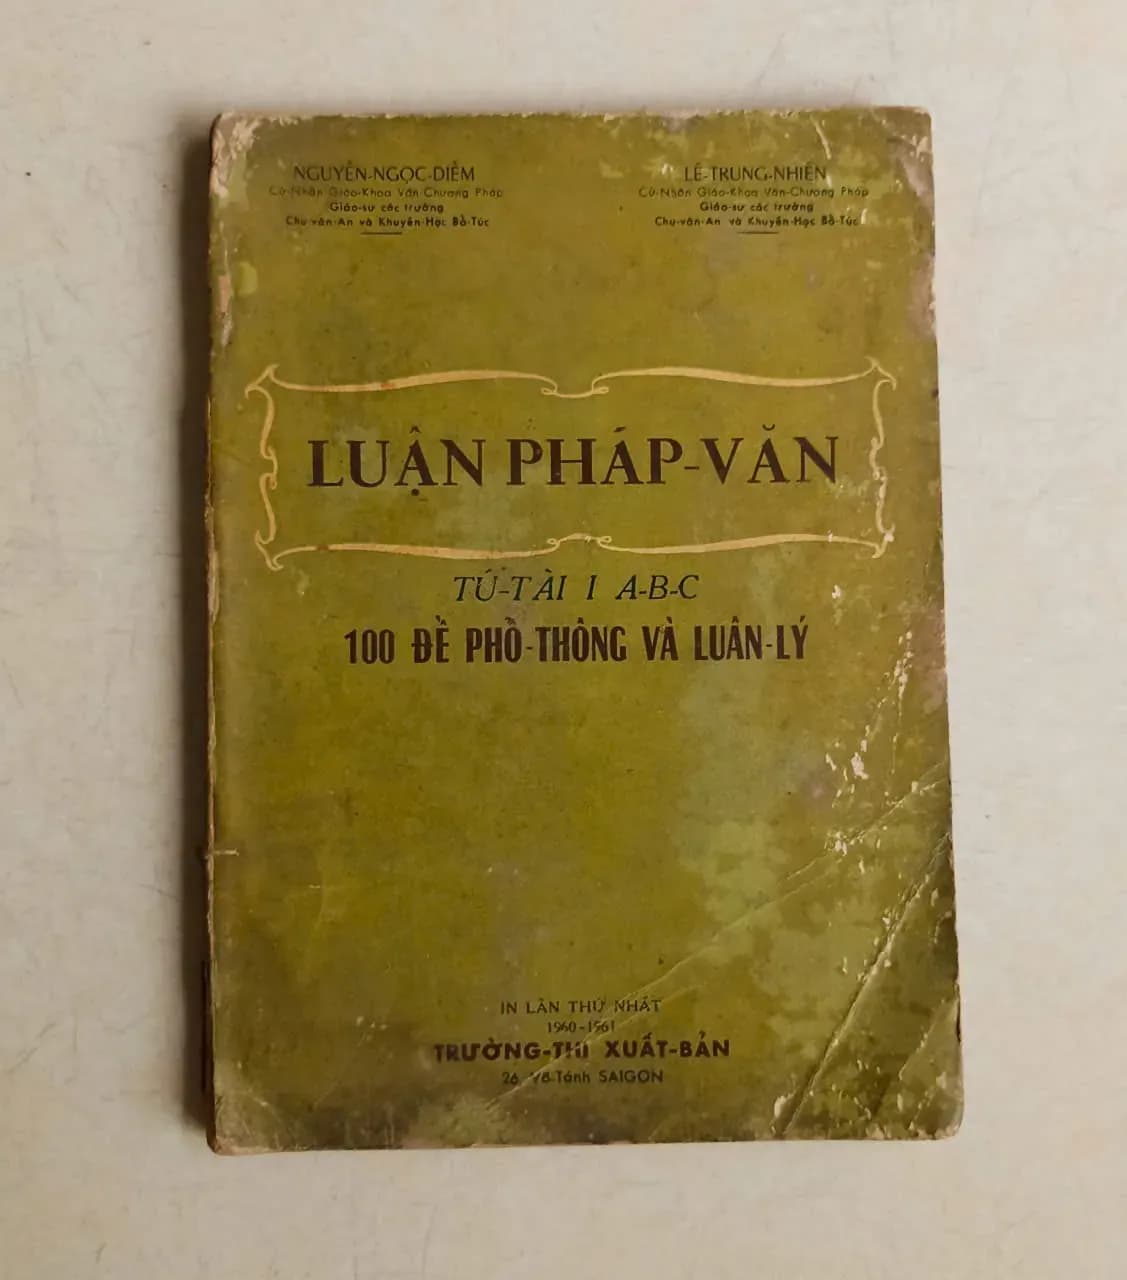 NGUYỄN-NGỌC-DIỄM
Cử-Nhân Giáo-Khoa Văn-Chương Pháp
Giáo-sư các trường
Chu-văn-An và Khuyến-Học Bổ-Túc
LÊ-TRUNG-NHIÊN
Cử-Nhân Giáo-Khoa Văn-Chương Pháp
Giáo-sư các trường
Chu-văn-An và Khuyến-Học Bổ-Túc
LUẬN PHÁP-VĂN
TÚ-TÀI I A-B-C
100 ĐỀ PHỔ-THÔNG VÀ LUÂN-LÝ
IN LẦN THỨ NHẤT
1960-1961
TRƯỜNG-THI XUẤT-BẢN
26 Võ-Tánh SAIGON